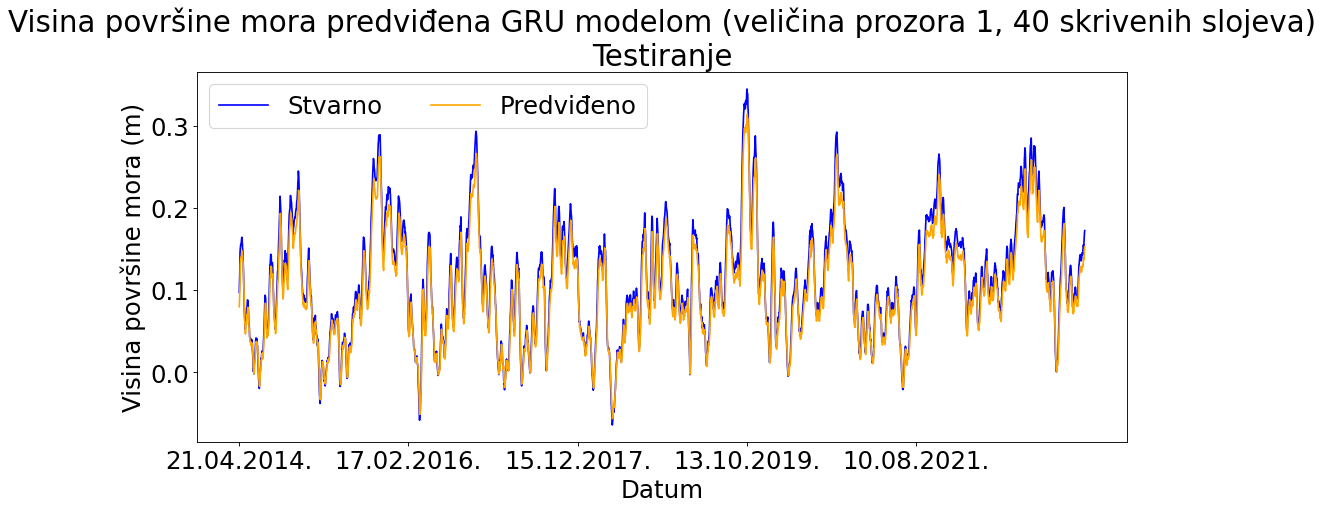 Visina površine mora predviđena GRU modelom (veličina prozora 1, 40 skrivenih slojeva)
Testiranje
Stvarno Predviđeno
Visina površine mora (m)
0.3
0.2
0.1
0.0
21.04.2014. 17.02.2016. 15.12.2017. 13.10.2019. 10.08.2021.
Datum